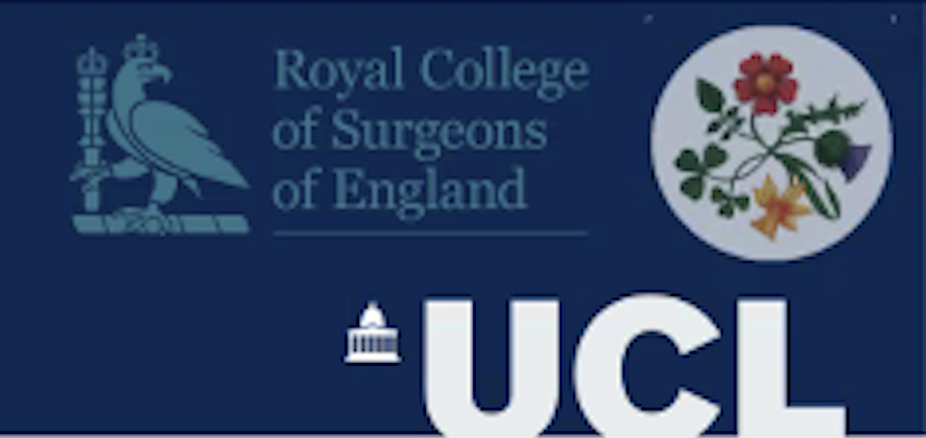 Royal College
of Surgeons
of England
UCL